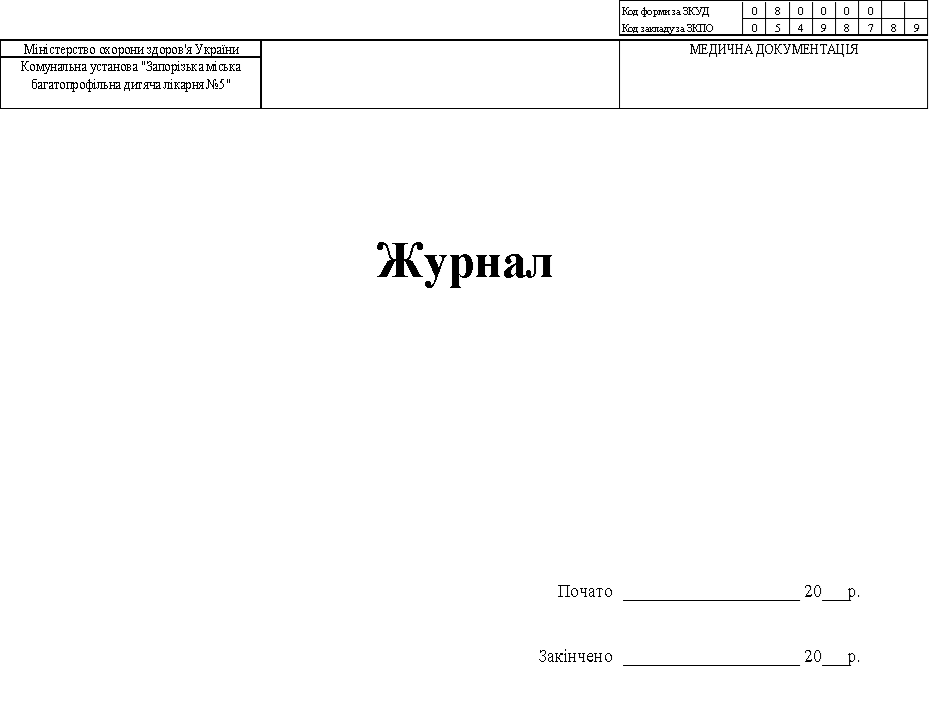 Код форми за ЗКУД 0 8 0 0 0 0
Код закладу за ЗКПО 0 5 4 9 8 7 8 9
Міністерство охорони здоров'я України
МЕДИЧНА ДОКУМЕНТАЦІЯ
Комунальна установа "Запорізька міська
багатопрофільна дитяча лікарня №5"
Журнал
Почато ____________________ 20___р.
Закінчено ____________________ 20___р.